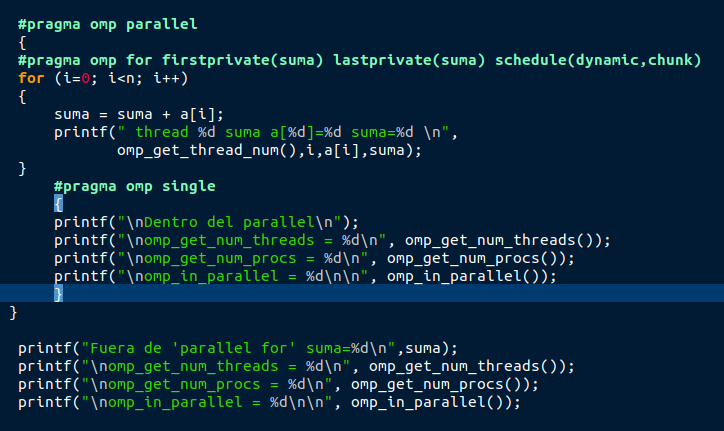 #pragma omp parallel
{
#pragma omp for firstprivate(suma) lastprivate(suma) schedule(dynamic,chunk)
for (i=0; i<n; i++)
{
suma = suma + a[i];
printf(" thread %d suma a[%d]=%d suma=%d \n",
omp_get_thread_num(),i,a[i],suma);
}
#pragma omp single
{
printf("\nDentro del parallel\n");
printf("\nomp_get_num_threads = %d\n", omp_get_num_threads());
printf("\nomp_get_num_procs = %d\n", omp_get_num_procs());
printf("\nomp_in_parallel = %d\n\n", omp_in_parallel());
}
}
printf("Fuera de 'parallel for' suma=%d\n",suma);
printf("\nomp_get_num_threads = %d\n", omp_get_num_threads());
printf("\nomp_get_num_procs = %d\n", omp_get_num_procs());
printf("\nomp_in_parallel = %d\n\n", omp_in_parallel());